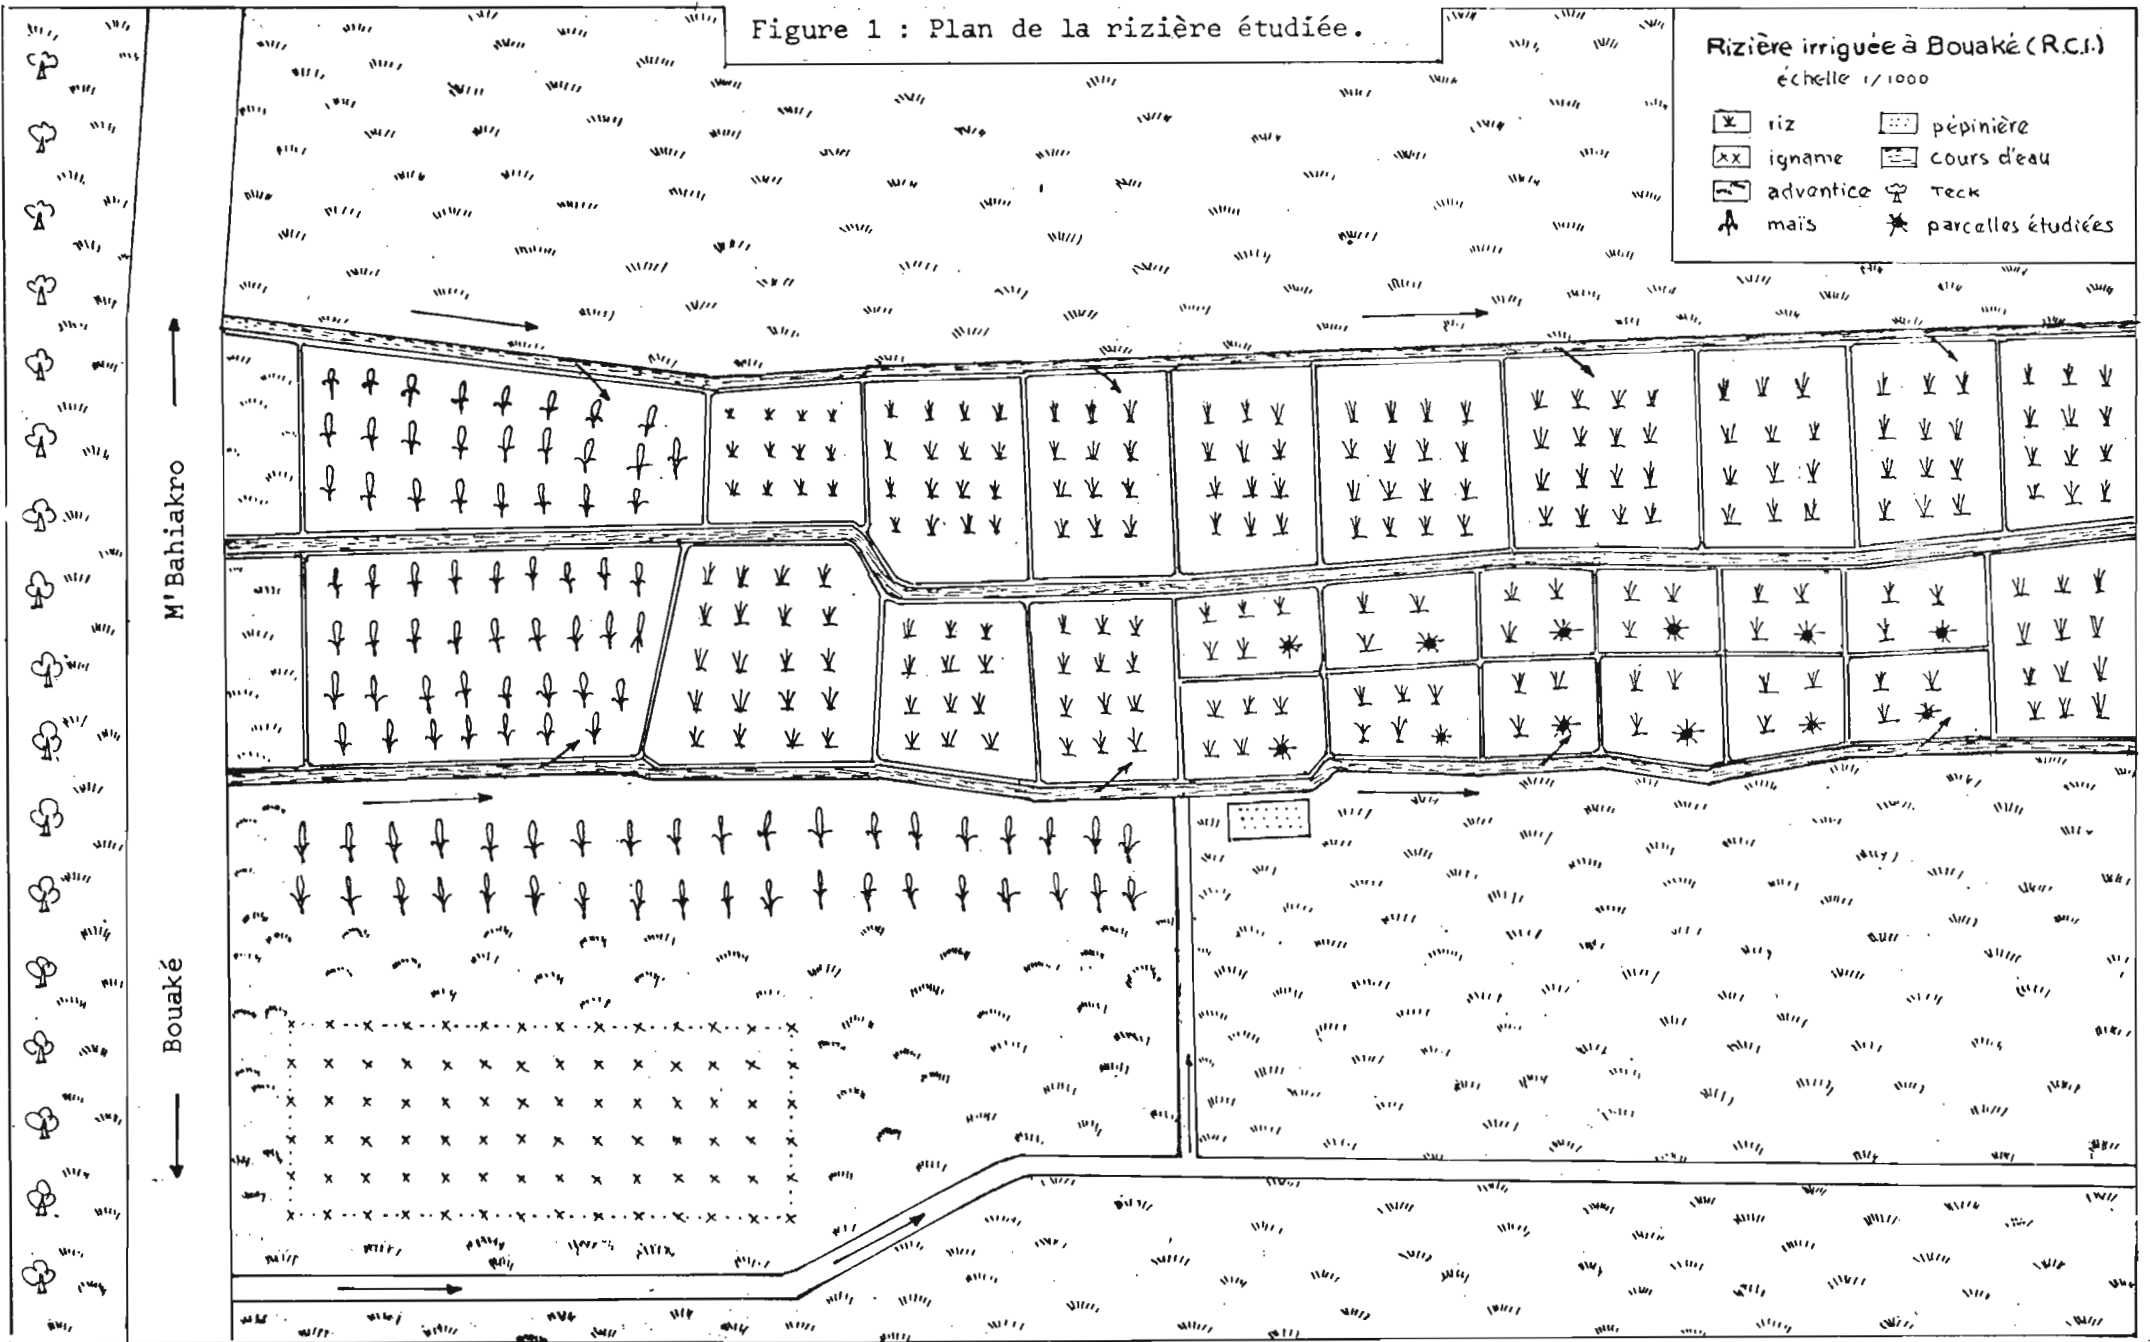 Figure 1 : Plan de la rizière étudiée.
Rizière irriguée à Bouaké (R.C.I.)
échelle 1/1000
riz
pépinière
igname
cours d'eau
adventice
Teck
maïs
parcelles étudiées
M'Bahiakro
Bouaké